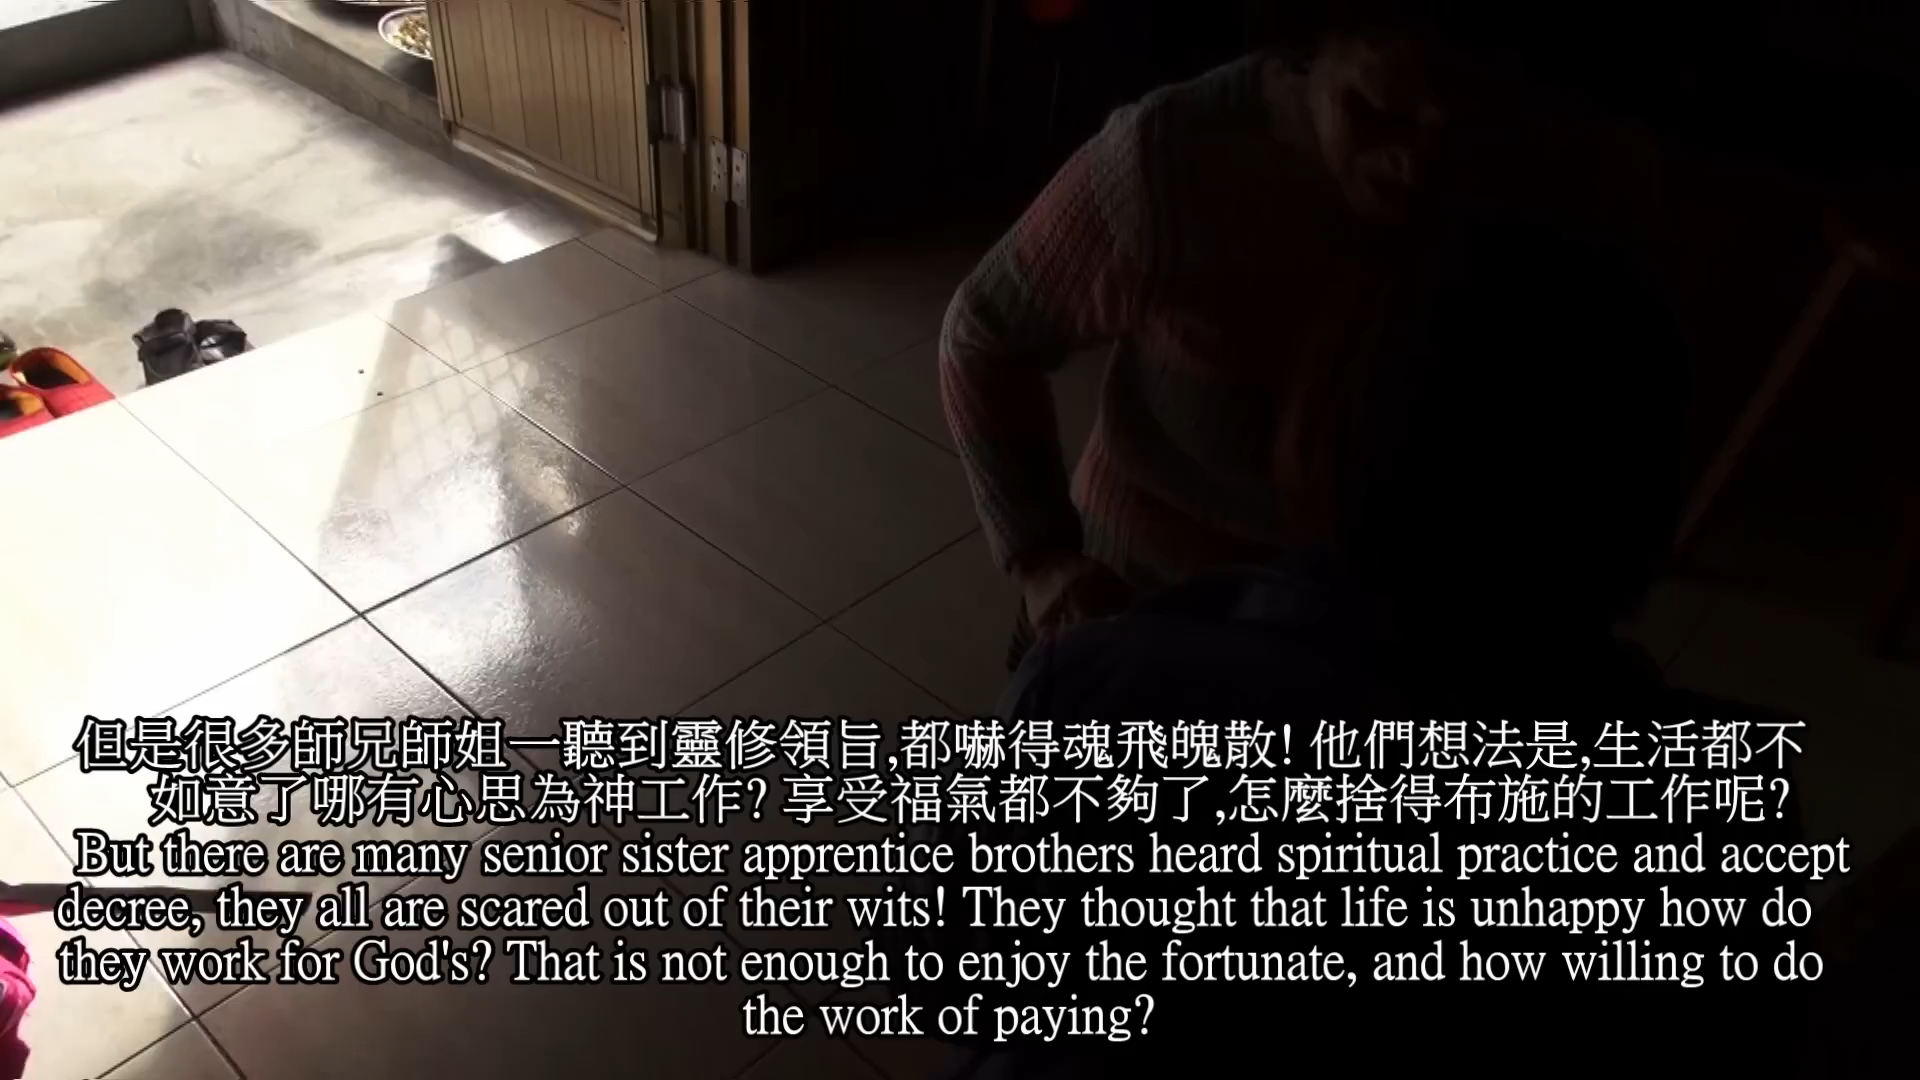 但是很多師兄師姐一聽到靈修領旨,都嚇得魂飛魄散! 他們想法是,生活都不
如意了哪有心思為神工作? 享受福氣都不夠了,怎麼捨得布施的工作呢?
But there are many senior sister apprentice brothers heard spiritual practice and accept
decree, they all are scared out of their wits! They thought that life is unhappy how do
they work for God's? That is not enough to enjoy the fortunate, and how willing to do
the work of paying?